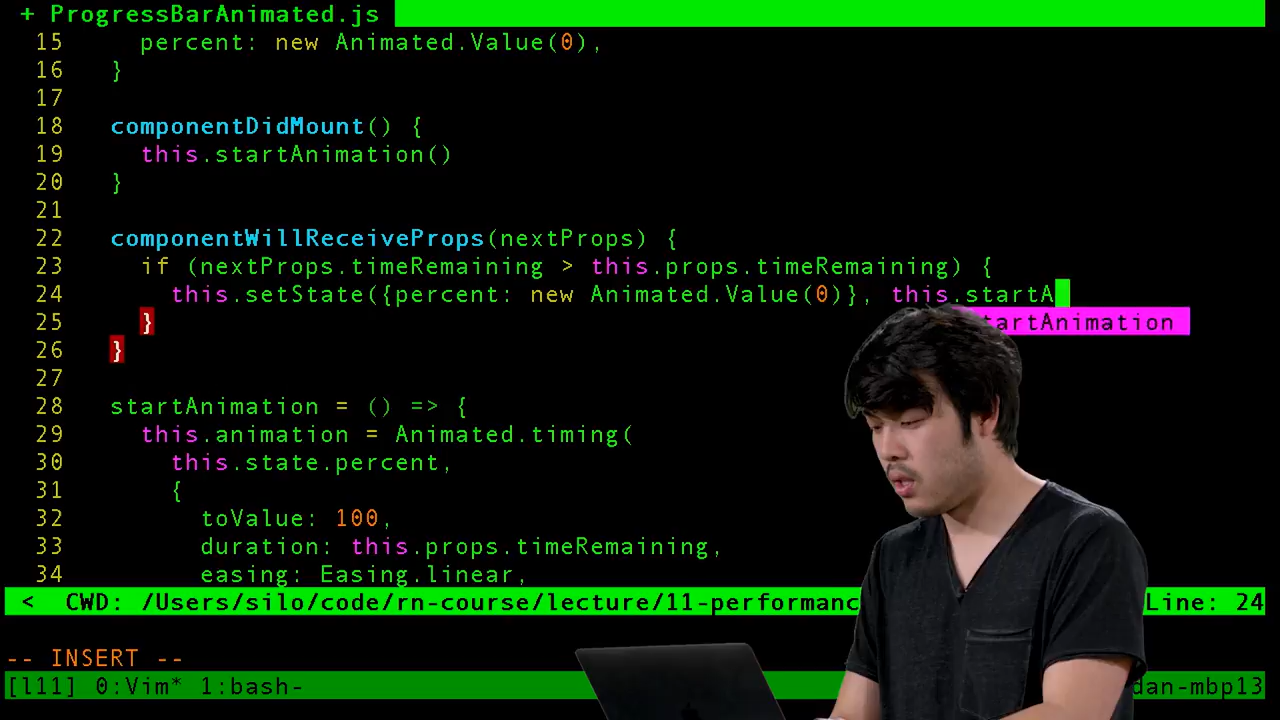 + ProgressBarAnimated.js
15 percent: new Animated.Value(0),
16 }
17
18 componentDidMount() {
19 this.startAnimation()
20 }
21
22 componentWillReceiveProps(nextProps) {
23 if (nextProps.timeRemaining > this.props.timeRemaining) {
24 this.setState({percent: new Animated.Value(0)}, this.startA
25 } tartAnimation
26 }
27
28 startAnimation = () => {
29 this.animation = Animated.timing(
30 this.state.percent,
31 {
32 toValue: 100,
33 duration: this.props.timeRemaining,
34 easing: Easing.linear,
< CWD: /Users/silo/code/rn-course/lecture/11-performanc Line: 24
-- INSERT --
[l11] 0:Vim* 1:bash- dan-mbp13